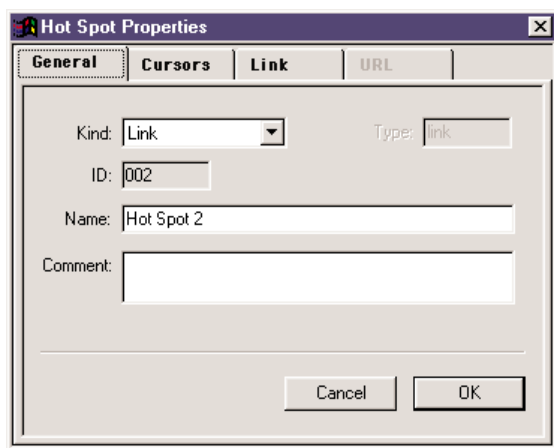 Hot Spot Properties
General Cursors Link URL
Kind: Link Type: link
ID: 002
Name: Hot Spot 2
Comment:
Cancel OK